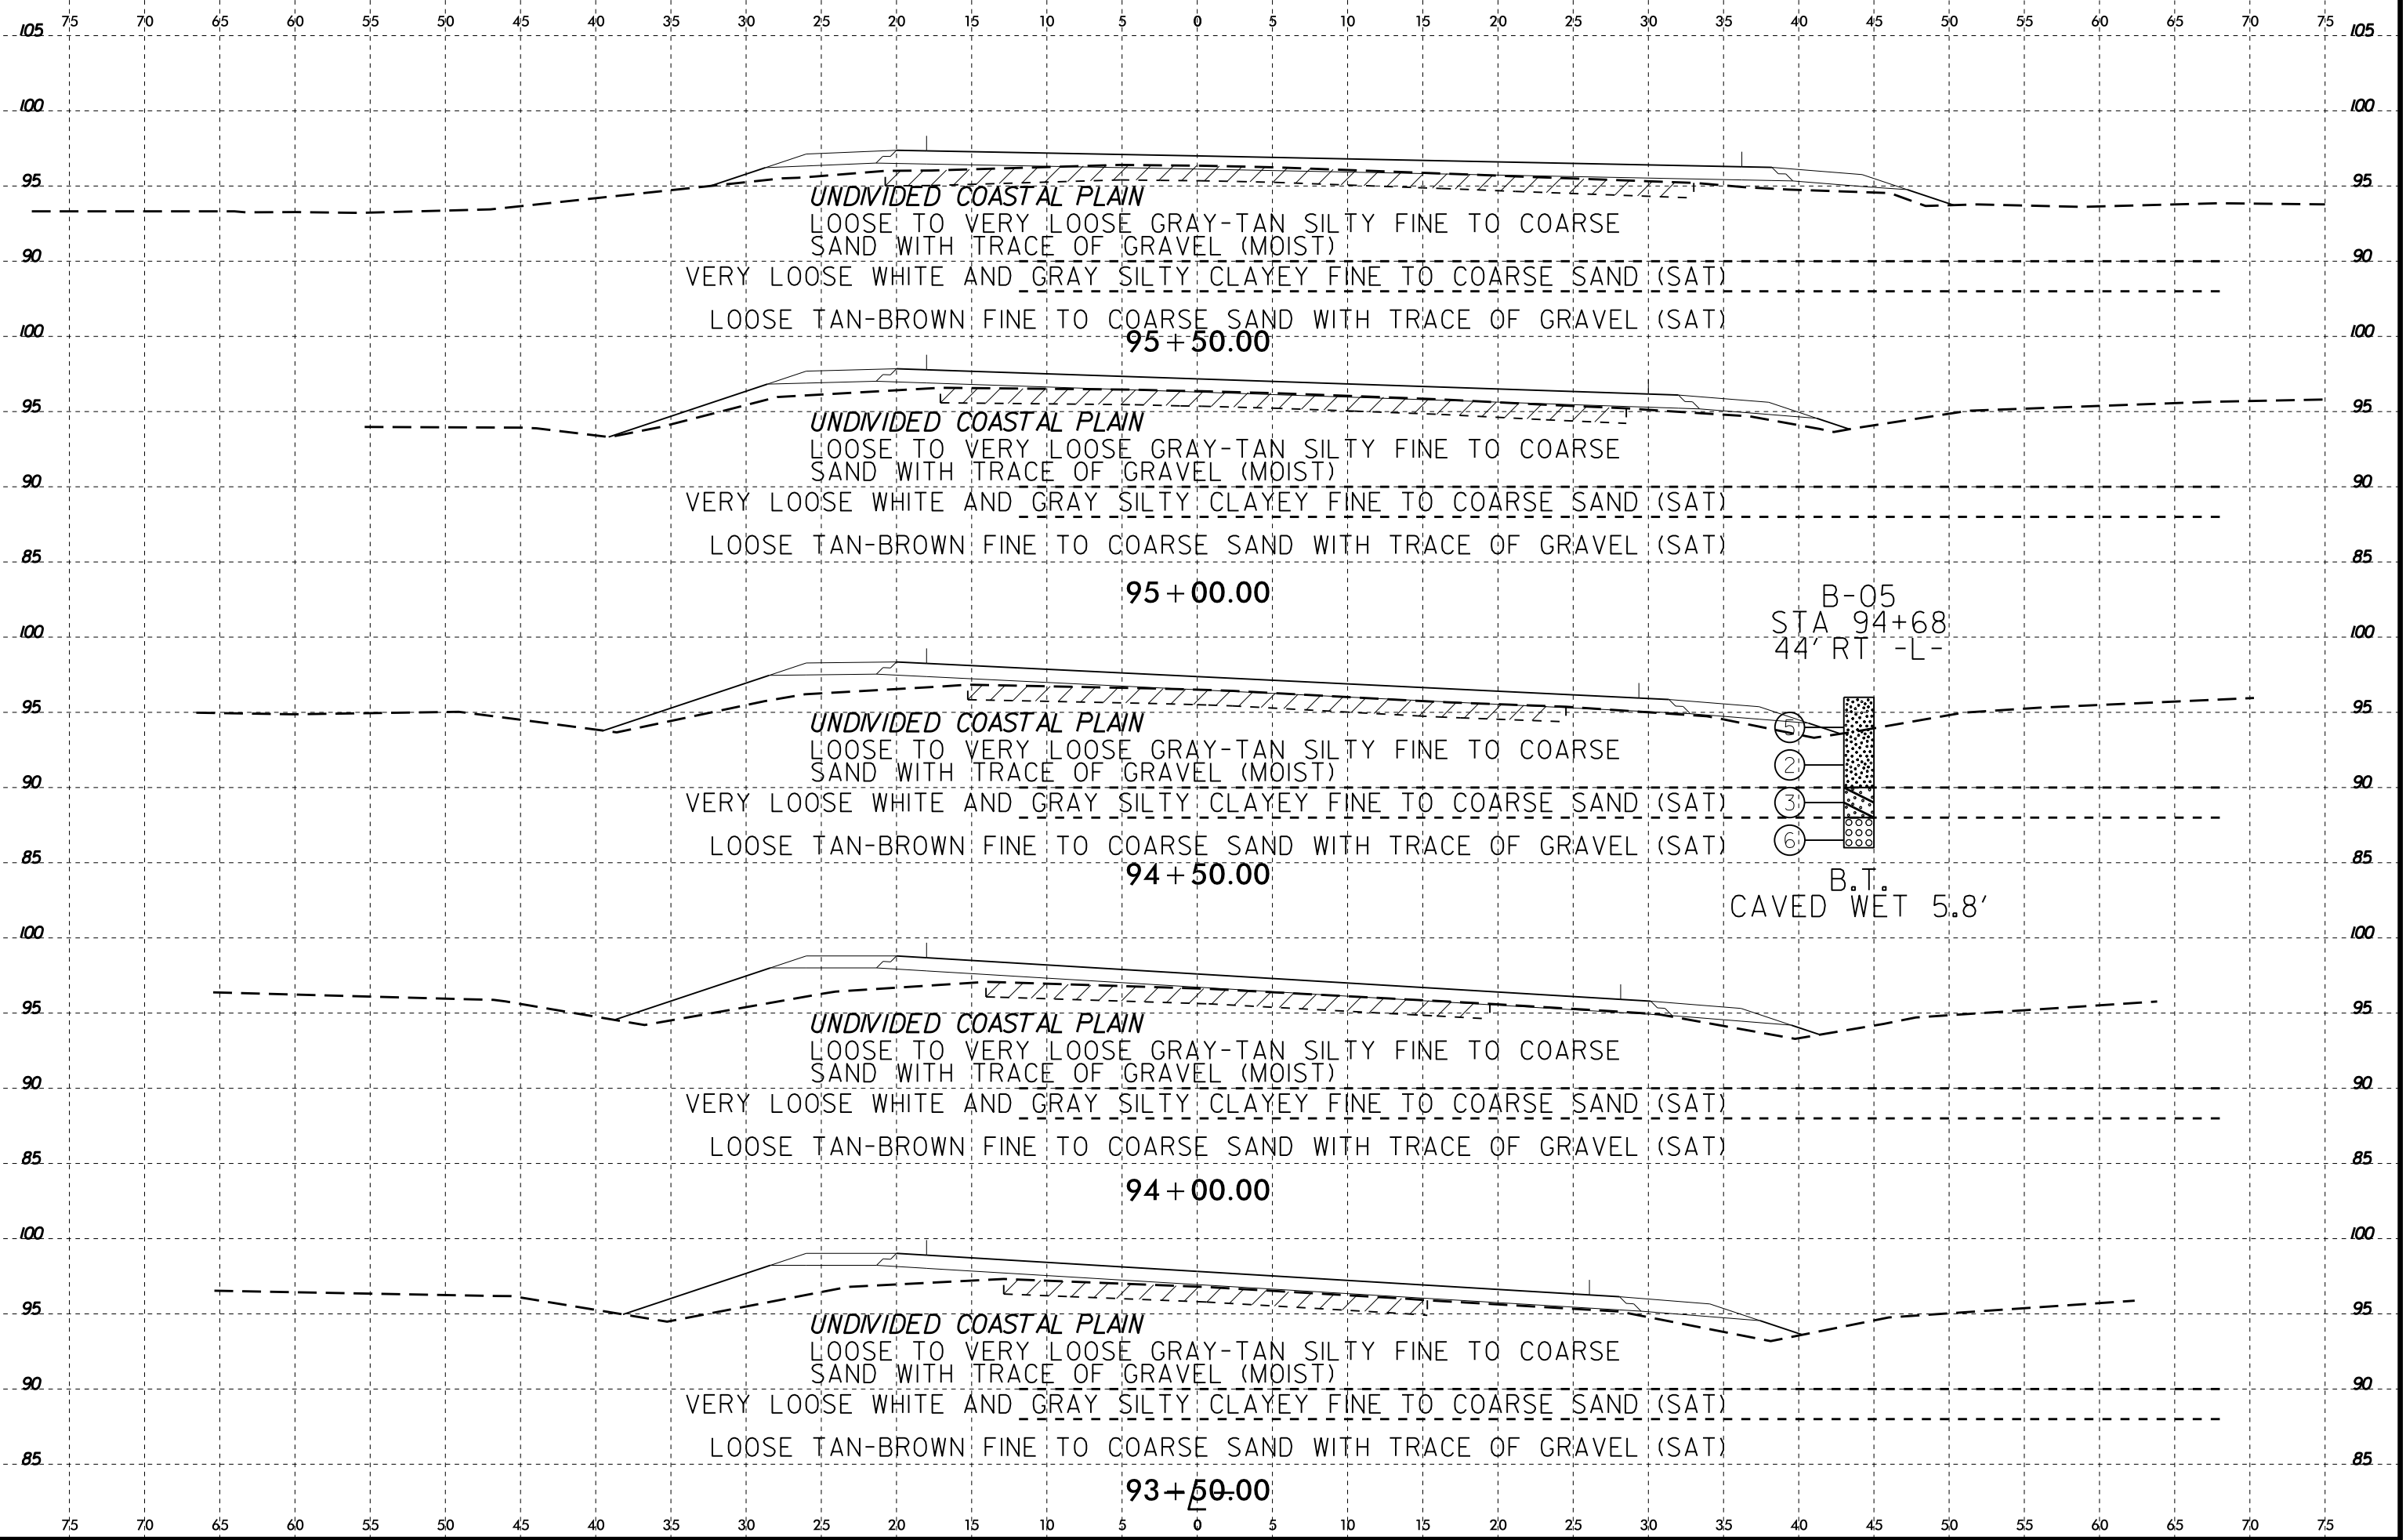 75 70 65 60 55 50 45 40 35 30 25 20 15 10 5 0 5 10 15 20 25 30 35 40 45 50 55 60 65 70 75
105 105
100 100
95 95
UNDIVIDED COASTAL PLAIN
LOOSE TO VERY LOOSE GRAY-TAN SILTY FINE TO COARSE
SAND WITH TRACE OF GRAVEL (MOIST)
90 90
VERY LOOSE WHITE AND GRAY SILTY CLAYEY FINE TO COARSE SAND (SAT)
LOOSE TAN-BROWN FINE TO COARSE SAND WITH TRACE OF GRAVEL (SAT)
100 100
95+50.00
95 95
UNDIVIDED COASTAL PLAIN
LOOSE TO VERY LOOSE GRAY-TAN SILTY FINE TO COARSE
SAND WITH TRACE OF GRAVEL (MOIST)
90 90
VERY LOOSE WHITE AND GRAY SILTY CLAYEY FINE TO COARSE SAND (SAT)
LOOSE TAN-BROWN FINE TO COARSE SAND WITH TRACE OF GRAVEL (SAT)
85 85
95+00.00
B-05
STA 94+68
44' RT -L-
100 100
95 95
UNDIVIDED COASTAL PLAIN
5
LOOSE TO VERY LOOSE GRAY-TAN SILTY FINE TO COARSE
SAND WITH TRACE OF GRAVEL (MOIST)
2
90 90
VERY LOOSE WHITE AND GRAY SILTY CLAYEY FINE TO COARSE SAND (SAT)
3
LOOSE TAN-BROWN FINE TO COARSE SAND WITH TRACE OF GRAVEL (SAT)
6
85 85
94+50.00
B.T.
CAVED WET 5.8'
100 100
95 95
UNDIVIDED COASTAL PLAIN
LOOSE TO VERY LOOSE GRAY-TAN SILTY FINE TO COARSE
SAND WITH TRACE OF GRAVEL (MOIST)
90 90
VERY LOOSE WHITE AND GRAY SILTY CLAYEY FINE TO COARSE SAND (SAT)
LOOSE TAN-BROWN FINE TO COARSE SAND WITH TRACE OF GRAVEL (SAT)
85 85
94+00.00
100 100
95 95
UNDIVIDED COASTAL PLAIN
LOOSE TO VERY LOOSE GRAY-TAN SILTY FINE TO COARSE
SAND WITH TRACE OF GRAVEL (MOIST)
90 90
VERY LOOSE WHITE AND GRAY SILTY CLAYEY FINE TO COARSE SAND (SAT)
LOOSE TAN-BROWN FINE TO COARSE SAND WITH TRACE OF GRAVEL (SAT)
85 85
93+50.00
-L-
75 70 65 60 55 50 45 40 35 30 25 20 15 10 5 0 5 10 15 20 25 30 35 40 45 50 55 60 65 70 75